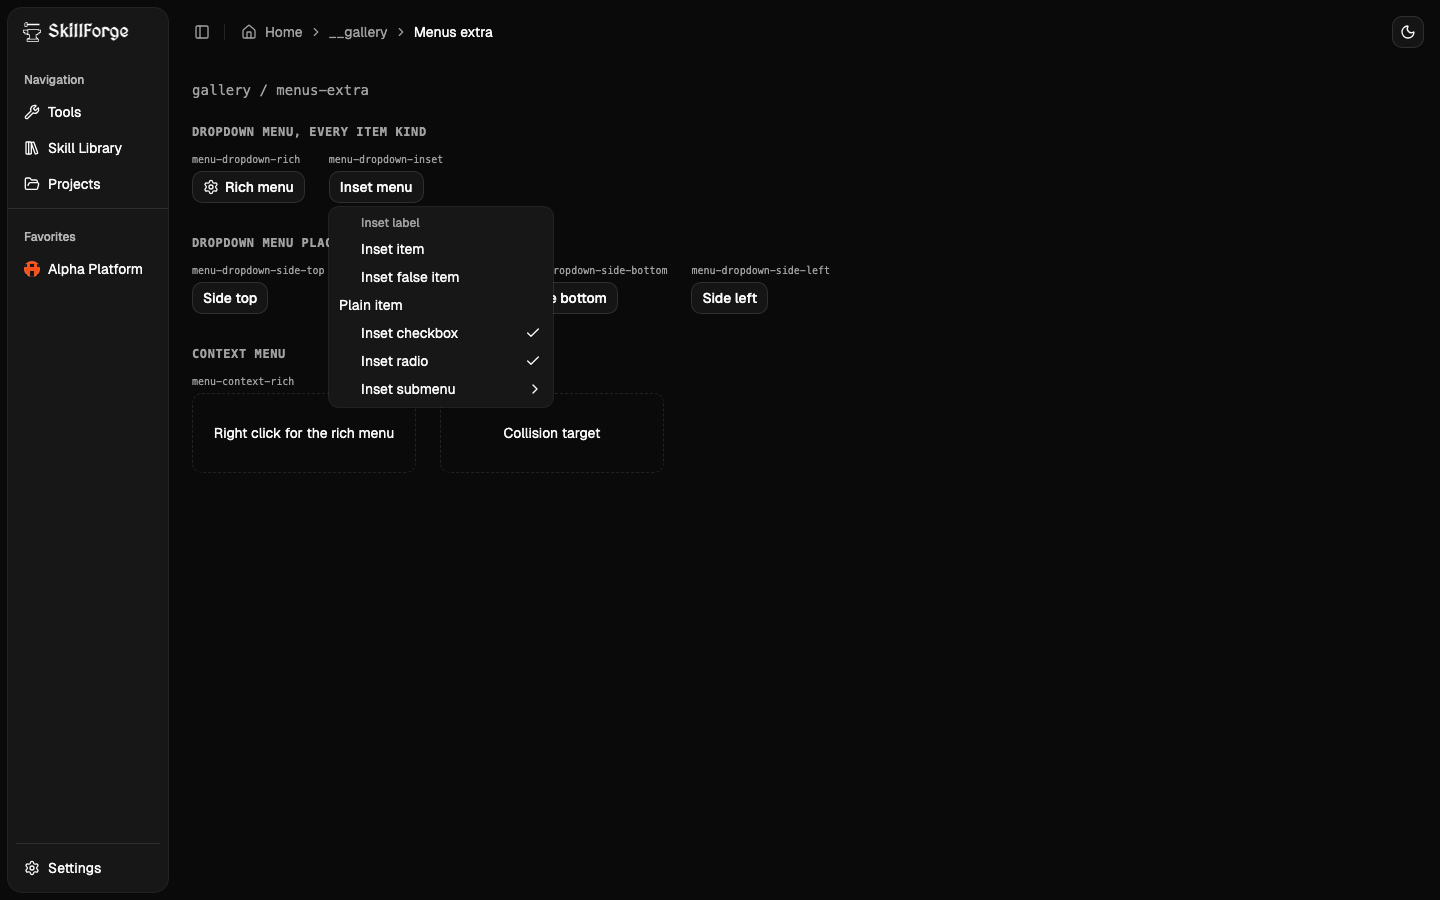 SkillForge
Navigation
Tools
Skill Library
Projects
Favorites
Alpha Platform
Settings
Home
__gallery
Menus extra
gallery / menus-extra
DROPDOWN MENU, EVERY ITEM KIND
menu-dropdown-rich
menu-dropdown-inset
Rich menu
Inset menu
Inset label
Inset item
Inset false item
Plain item
Inset checkbox
Inset radio
Inset submenu
DROPDOWN MENU
menu-dropdown-side-top
ropdown-side-bottom
menu-dropdown-side-left
Side top
bottom
Side left
CONTEXT MENU
menu-context-rich
Right click for the rich menu
Collision target